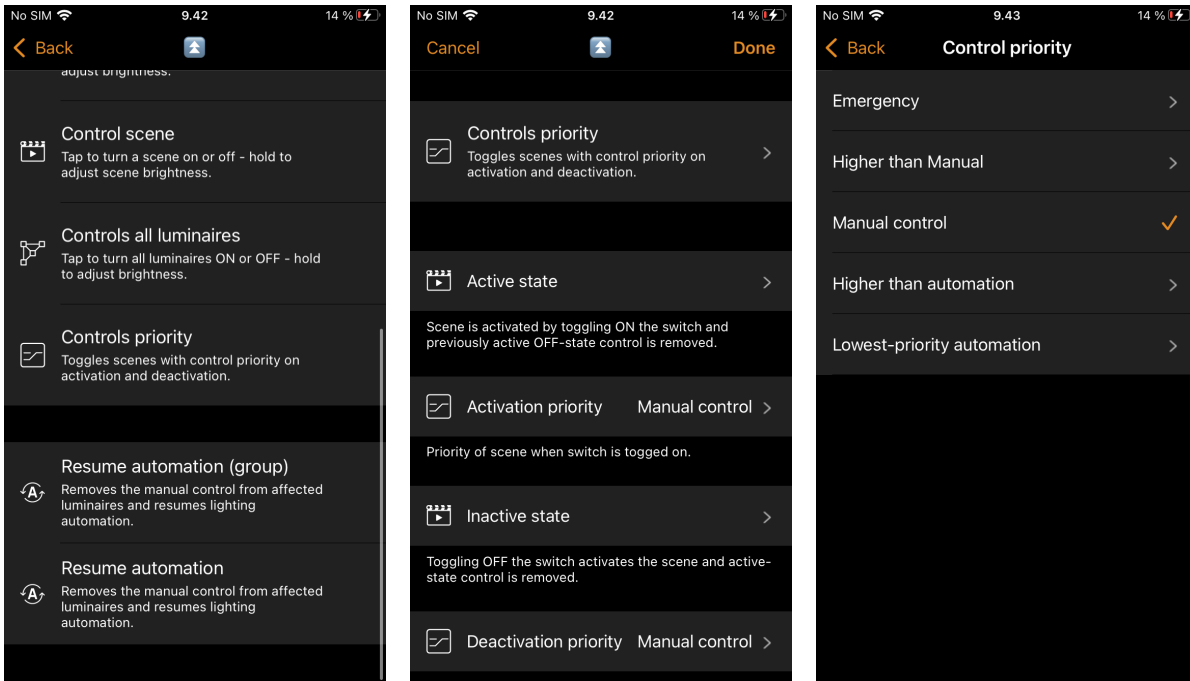 No SIM 9.42 14 %
Back
adjust brightness.
Control scene
Tap to turn a scene on or off - hold to
adjust scene brightness.
Controls all luminaires
Tap to turn all luminaires ON or OFF - hold
to adjust brightness.
Controls priority
Toggles scenes with control priority on
activation and deactivation.
Resume automation (group)
Removes the manual control from affected
luminaires and resumes lighting
automation.
Resume automation
Removes the manual control from affected
luminaires and resumes lighting
automation.
No SIM 9.42 14 %
Cancel Done
Controls priority
Toggles scenes with control priority on
activation and deactivation.
Active state
Scene is activated by toggling ON the switch and
previously active OFF-state control is removed.
Activation priority Manual control
Priority of scene when switch is togged on.
Inactive state
Toggling OFF the switch activates the scene and active-
state control is removed.
Deactivation priority Manual control
No SIM 9.43 14 %
Back Control priority
Emergency
Higher than Manual
Manual control
Higher than automation
Lowest-priority automation